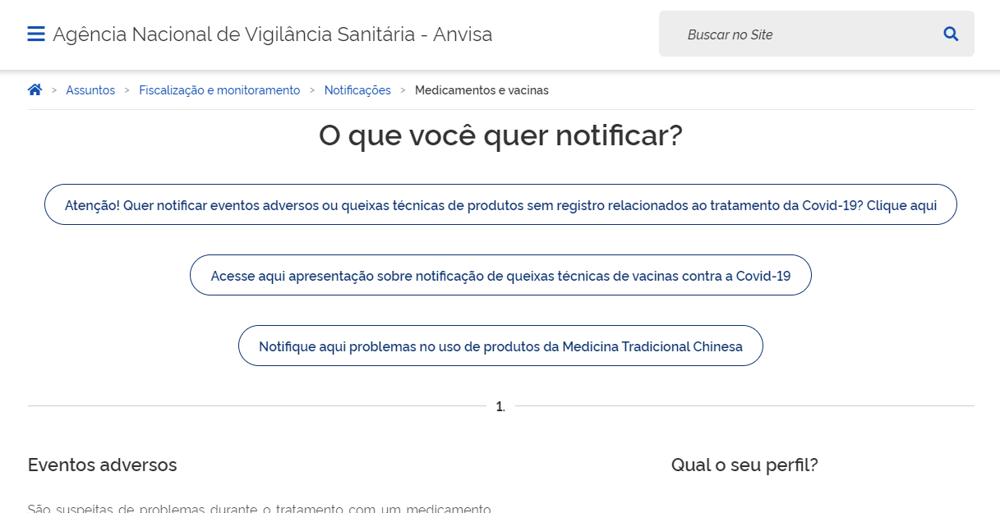 Agência Nacional de Vigilância Sanitária - Anvisa
Buscar no Site
> Assuntos > Fiscalização e monitoramento > Notificações > Medicamentos e vacinas
O que você quer notificar?
Atenção! Quer notificar eventos adversos ou queixas técnicas de produtos sem registro relacionados ao tratamento da Covid-19? Clique aqui
Acesse aqui apresentação sobre notificação de queixas técnicas de vacinas contra a Covid-19
Notifique aqui problemas no uso de produtos da Medicina Tradicional Chinesa
1.
Eventos adversos
Qual o seu perfil?
São suspeitas de problemas durante o tratamento com um medicamento